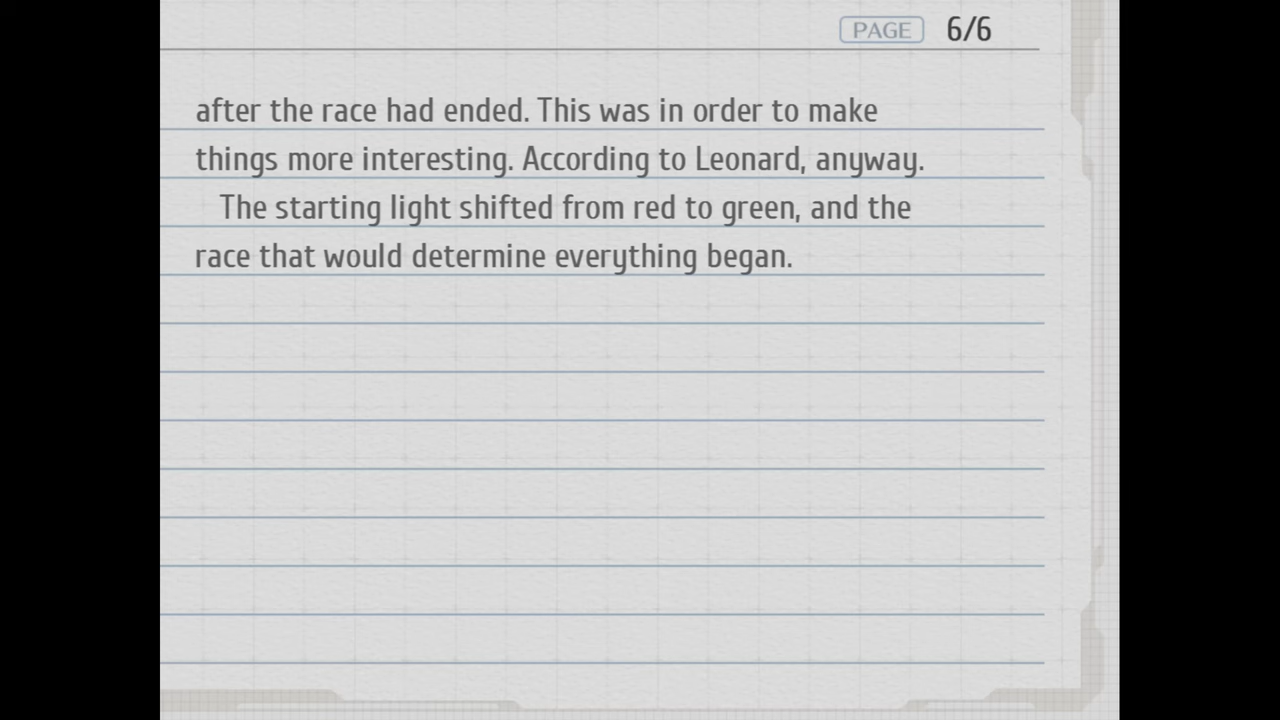 PAGE 6/6
after the race had ended. This was in order to make
things more interesting. According to Leonard, anyway.
The starting light shifted from red to green, and the
race that would determine everything began.